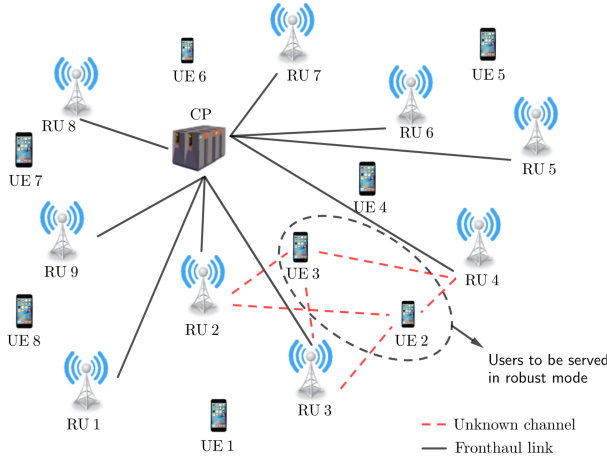 RU 7
UE 6
UE 5
CP
RU 8
RU 6
RU 5
UE 7
UE 4
RU 9
UE 3
RU 4
RU 2
UE 2
UE 8
Users to be served
in robust mode
RU 1
RU 3
UE 1
Unknown channel
Fronthaul link